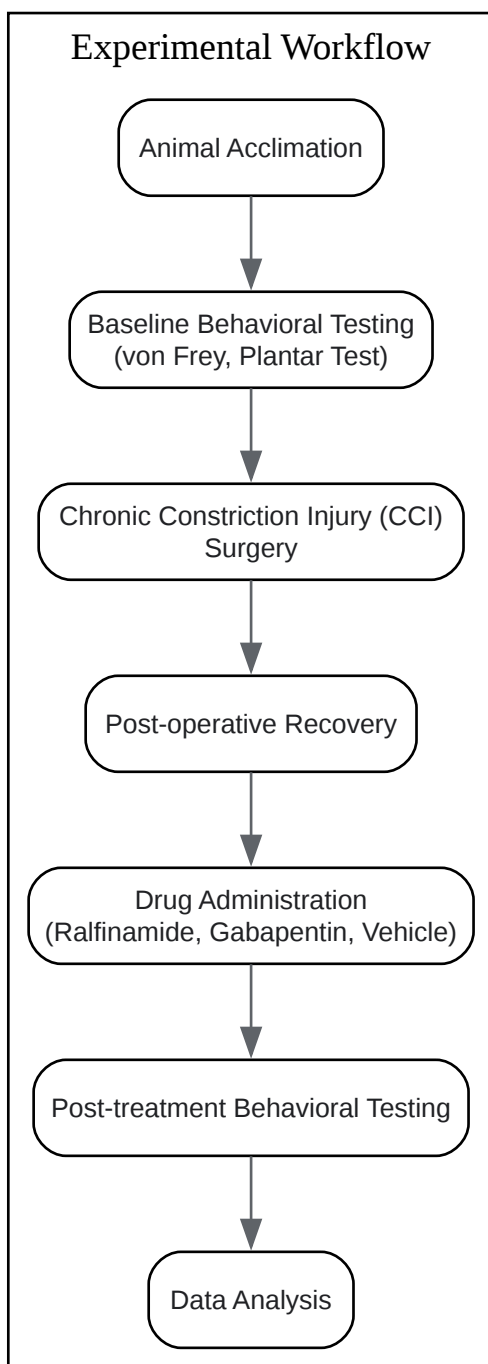 Experimental Workflow
Animal Acclimation
Baseline Behavioral Testing
(von Frey, Plantar Test)
Chronic Constriction Injury (CCI)
Surgery
Post-operative Recovery
Drug Administration
(Ralfinamide, Gabapentin, Vehicle)
Post-treatment Behavioral Testing
Data Analysis